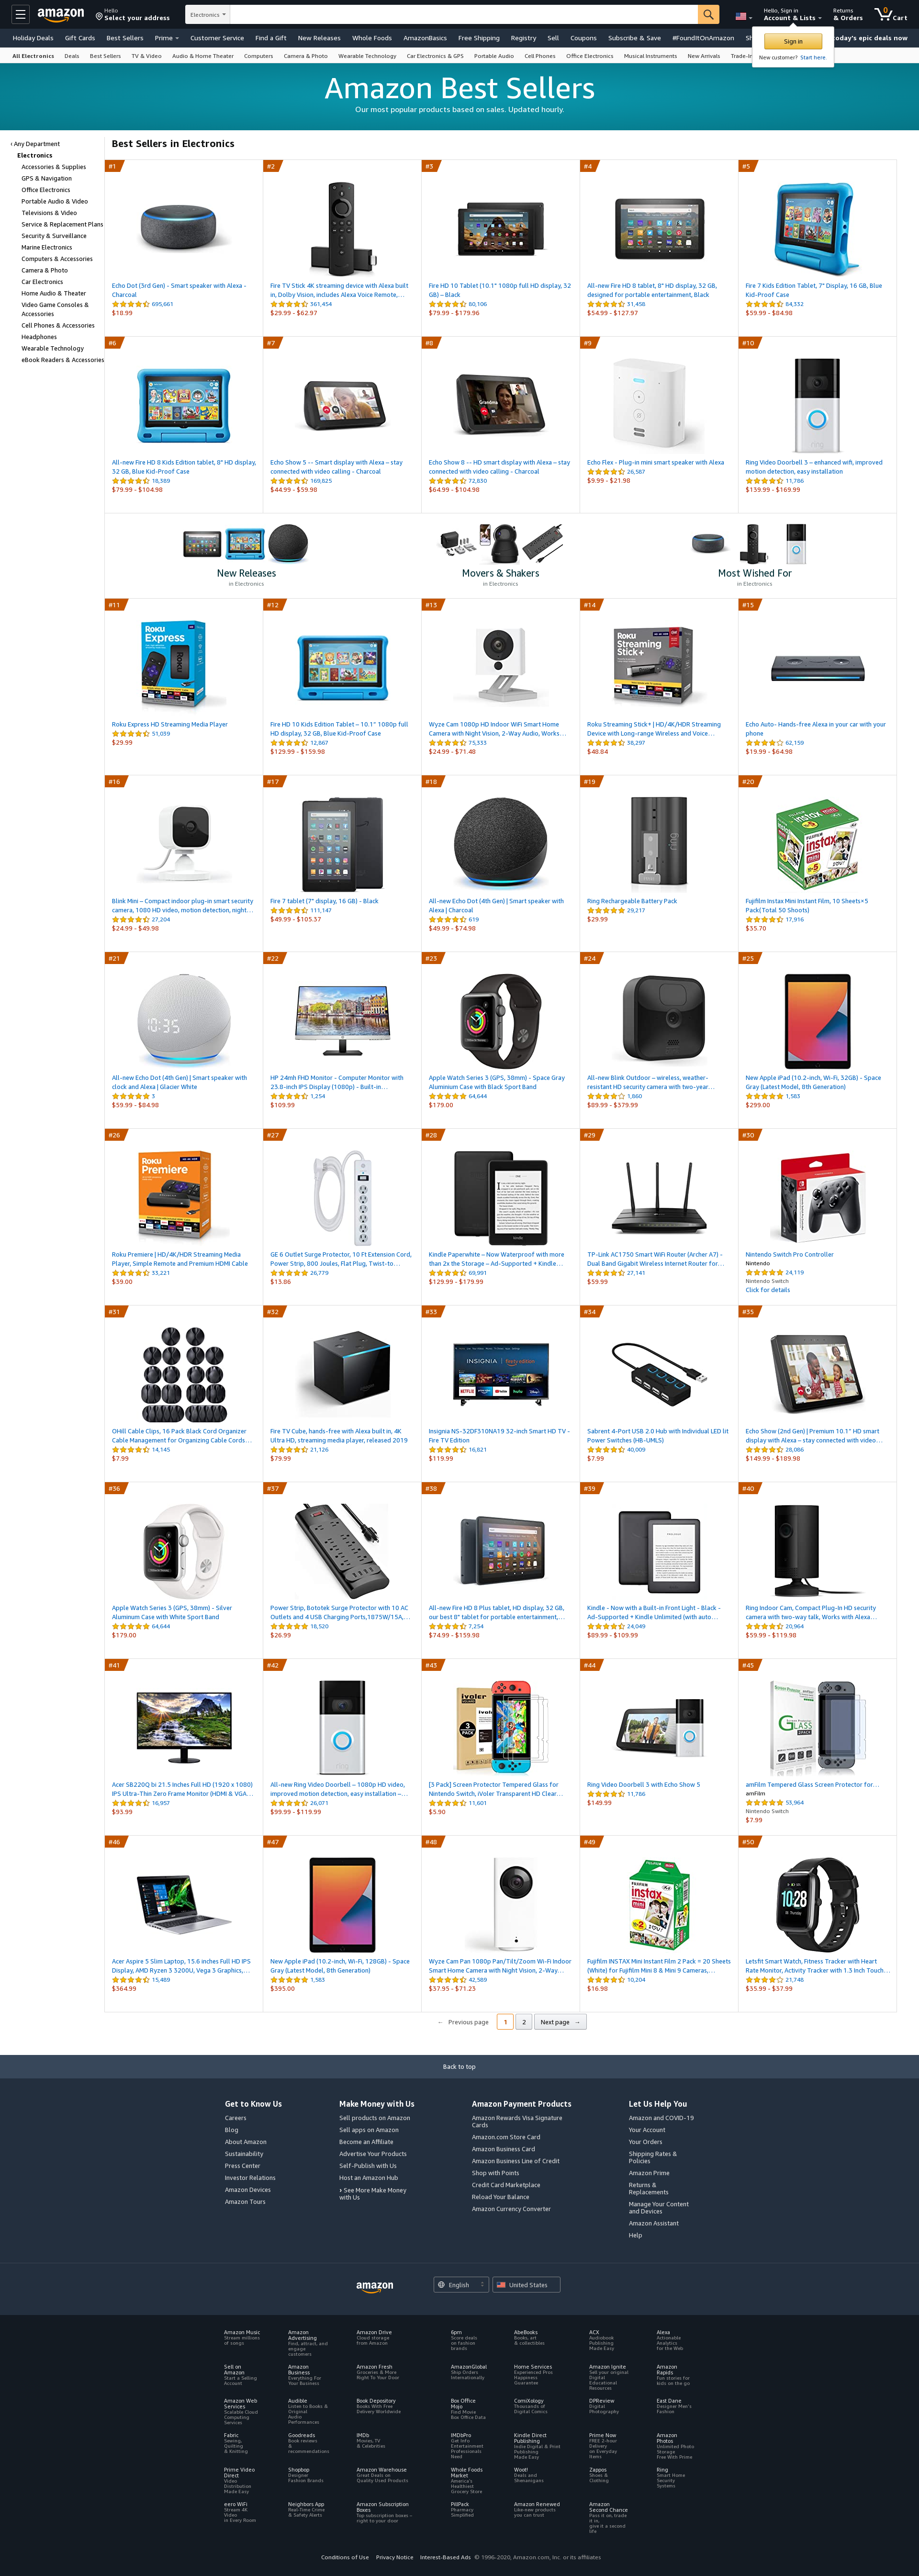 amazon
Hello
Select your address
Electronics
Hello, Sign in
Account & Lists
Returns
& Orders
0
Cart
Holiday Deals Gift Cards Best Sellers Prime Customer Service Find a Gift New Releases Whole Foods AmazonBasics Free Shipping Registry Sell Coupons Subscribe & Save #FoundItOnAmazon
today's epic deals now
Sign in
New customer? Start here.
All Electronics Deals Best Sellers TV & Video Audio & Home Theater Computers Camera & Photo Wearable Technology Car Electronics & GPS Portable Audio Cell Phones Office Electronics Musical Instruments New Arrivals
Amazon Best Sellers
Our most popular products based on sales. Updated hourly.
‹ Any Department
Electronics
Accessories & Supplies
GPS & Navigation
Office Electronics
Portable Audio & Video
Televisions & Video
Service & Replacement Plans
Security & Surveillance
Marine Electronics
Computers & Accessories
Camera & Photo
Car Electronics
Home Audio & Theater
Video Game Consoles &
Accessories
Cell Phones & Accessories
Headphones
Wearable Technology
eBook Readers & Accessories
Best Sellers in Electronics
#1
Echo Dot (3rd Gen) - Smart speaker with Alexa -
Charcoal
695,661
$18.99
#2
Fire TV Stick 4K streaming device with Alexa built
in, Dolby Vision, includes Alexa Voice Remote,…
361,454
$29.99 - $62.97
#3
Fire HD 10 Tablet (10.1" 1080p full HD display, 32
GB) – Black
80,106
$79.99 - $179.96
#4
All-new Fire HD 8 tablet, 8" HD display, 32 GB,
designed for portable entertainment, Black
31,458
$54.99 - $127.97
#5
Fire 7 Kids Edition Tablet, 7" Display, 16 GB, Blue
Kid-Proof Case
84,332
$59.99 - $84.98
#6
All-new Fire HD 8 Kids Edition tablet, 8" HD display,
32 GB, Blue Kid-Proof Case
18,389
$79.99 - $104.98
#7
Echo Show 5 -- Smart display with Alexa – stay
connected with video calling - Charcoal
169,825
$44.99 - $59.98
#8
Grandma
Echo Show 8 -- HD smart display with Alexa – stay
connected with video calling - Charcoal
72,830
$64.99 - $104.98
#9
Echo Flex - Plug-in mini smart speaker with Alexa
26,587
$9.99 - $21.98
#10
ring
Ring Video Doorbell 3 – enhanced wifi, improved
motion detection, easy installation
11,786
$139.99 - $169.99
New Releases
in Electronics
Movers & Shakers
in Electronics
Most Wished For
in Electronics
#11
Roku
Express
Roku Express HD Streaming Media Player
51,039
$29.99
#12
Fire HD 10 Kids Edition Tablet – 10.1" 1080p full
HD display, 32 GB, Blue Kid-Proof Case
12,867
$129.99 - $159.98
#13
Wyze Cam 1080p HD Indoor WiFi Smart Home
Camera with Night Vision, 2-Way Audio, Works…
75,333
$24.99 - $71.48
#14
Roku
Streaming
Stick+
Roku Streaming Stick+ | HD/4K/HDR Streaming
Device with Long-range Wireless and Voice…
38,297
$48.84
#15
Echo Auto- Hands-free Alexa in your car with your
phone
62,159
$19.99 - $64.98
#16
Blink Mini – Compact indoor plug-in smart security
camera, 1080 HD video, motion detection, night…
27,204
$24.99 - $49.98
#17
Fire 7 tablet (7" display, 16 GB) - Black
111,147
$49.99 - $105.37
#18
All-new Echo Dot (4th Gen) | Smart speaker with
Alexa | Charcoal
619
$49.99 - $74.98
#19
ring
Ring Rechargeable Battery Pack
29,217
$29.99
#20
instax
Fujifilm Instax Mini Instant Film, 10 Sheets×5
Pack(Total 50 Shoots)
17,916
$35.70
#21
10:35
All-new Echo Dot (4th Gen) | Smart speaker with
clock and Alexa | Glacier White
3
$59.99 - $84.98
#22
HP 24mh FHD Monitor - Computer Monitor with
23.8-inch IPS Display (1080p) - Built-in…
1,254
$109.99
#23
Apple Watch Series 3 (GPS, 38mm) - Space Gray
Aluminium Case with Black Sport Band
64,644
$179.00
#24
All-new Blink Outdoor – wireless, weather-
resistant HD security camera with two-year…
1,860
$89.99 - $379.99
#25
New Apple iPad (10.2-inch, Wi-Fi, 32GB) - Space
Gray (Latest Model, 8th Generation)
1,583
$299.00
#26
Roku
Premiere
Roku Premiere | HD/4K/HDR Streaming Media
Player, Simple Remote and Premium HDMI Cable
33,221
$39.00
#27
GE 6 Outlet Surge Protector, 10 Ft Extension Cord,
Power Strip, 800 Joules, Flat Plug, Twist-to…
26,779
$13.86
#28
Kindle Paperwhite – Now Waterproof with more
than 2x the Storage – Ad-Supported + Kindle…
69,991
$129.99 - $179.99
#29
TP-Link AC1750 Smart WiFi Router (Archer A7) -
Dual Band Gigabit Wireless Internet Router for…
27,141
$59.99
#30
Nintendo Switch Pro Controller
Nintendo
24,119
Nintendo Switch
Click for details
#31
OHill Cable Clips, 16 Pack Black Cord Organizer
Cable Management for Organizing Cable Cords…
14,145
$7.99
#32
Fire TV Cube, hands-free with Alexa built in, 4K
Ultra HD, streaming media player, released 2019
21,126
$79.99
#33
INSIGNIA
fireTV edition
NETFLIX
hulu
Insignia NS-32DF310NA19 32-inch Smart HD TV -
Fire TV Edition
16,821
$119.99
#34
Sabrent 4-Port USB 2.0 Hub with Individual LED lit
Power Switches (HB-UMLS)
40,009
$7.99
#35
Echo Show (2nd Gen) | Premium 10.1" HD smart
display with Alexa – stay connected with video…
28,086
$149.99 - $189.98
#36
Apple Watch Series 3 (GPS, 38mm) - Silver
Aluminum Case with White Sport Band
64,644
$179.00
#37
Power Strip, Bototek Surge Protector with 10 AC
Outlets and 4 USB Charging Ports,1875W/15A,…
18,520
$26.99
#38
All-new Fire HD 8 Plus tablet, HD display, 32 GB,
our best 8" tablet for portable entertainment,…
7,254
$74.99 - $159.98
#39
Kindle - Now with a Built-in Front Light - Black -
Ad-Supported + Kindle Unlimited (with auto…
24,049
$89.99 - $109.99
#40
Ring Indoor Cam, Compact Plug-In HD security
camera with two-way talk, Works with Alexa…
20,964
$59.99 - $119.98
#41
Acer SB220Q bi 21.5 Inches Full HD (1920 x 1080)
IPS Ultra-Thin Zero Frame Monitor (HDMI & VGA…
16,957
$93.99
#42
All-new Ring Video Doorbell – 1080p HD video,
improved motion detection, easy installation –…
26,071
$99.99 - $119.99
#43
ivoler
3
PACK
[3 Pack] Screen Protector Tempered Glass for
Nintendo Switch, iVoler Transparent HD Clear…
11,601
$5.90
#44
Ring Video Doorbell 3 with Echo Show 5
11,786
$149.99
#45
GLASS
amFilm Tempered Glass Screen Protector for…
amFilm
53,964
Nintendo Switch
$7.99
#46
Acer Aspire 5 Slim Laptop, 15.6 inches Full HD IPS
Display, AMD Ryzen 3 3200U, Vega 3 Graphics,…
15,489
$364.99
#47
New Apple iPad (10.2-inch, Wi-Fi, 128GB) - Space
Gray (Latest Model, 8th Generation)
1,583
$395.00
#48
Wyze Cam Pan 1080p Pan/Tilt/Zoom Wi-Fi Indoor
Smart Home Camera with Night Vision, 2-Way…
42,589
$37.95 - $71.23
#49
instax
Fujifilm INSTAX Mini Instant Film 2 Pack = 20 Sheets
(White) for Fujifilm Mini 8 & Mini 9 Cameras,…
10,204
$16.98
#50
10:28
Letsfit Smart Watch, Fitness Tracker with Heart
Rate Monitor, Activity Tracker with 1.3 Inch Touch…
21,748
$35.99 - $37.99
← Previous page 1 2 Next page →
Back to top
Get to Know Us
Careers
Blog
About Amazon
Sustainability
Press Center
Investor Relations
Amazon Devices
Amazon Tours
Make Money with Us
Sell products on Amazon
Sell apps on Amazon
Become an Affiliate
Advertise Your Products
Self-Publish with Us
Host an Amazon Hub
› See More Make Money
with Us
Amazon Payment Products
Amazon Rewards Visa Signature
Cards
Amazon.com Store Card
Amazon Business Card
Amazon Business Line of Credit
Shop with Points
Credit Card Marketplace
Reload Your Balance
Amazon Currency Converter
Let Us Help You
Amazon and COVID-19
Your Account
Your Orders
Shipping Rates &
Policies
Amazon Prime
Returns &
Replacements
Manage Your Content
and Devices
Amazon Assistant
Help
amazon
English
United States
Amazon Music
Stream millions
of songs
Amazon
Advertising
Find, attract, and
engage
customers
Amazon Drive
Cloud storage
from Amazon
6pm
Score deals
on fashion
brands
AbeBooks
Books, art
& collectibles
ACX
Audiobook
Publishing
Made Easy
Alexa
Actionable
Analytics
for the Web
Sell on
Amazon
Start a Selling
Account
Amazon
Business
Everything For
Your Business
Amazon Fresh
Groceries & More
Right To Your Door
AmazonGlobal
Ship Orders
Internationally
Home Services
Experienced Pros
Happiness
Guarantee
Amazon Ignite
Sell your original
Digital
Educational
Resources
Amazon
Rapids
Fun stories for
kids on the go
Amazon Web
Services
Scalable Cloud
Computing
Services
Audible
Listen to Books &
Original
Audio
Performances
Book Depository
Books With Free
Delivery Worldwide
Box Office
Mojo
Find Movie
Box Office Data
ComiXology
Thousands of
Digital Comics
DPReview
Digital
Photography
East Dane
Designer Men's
Fashion
Fabric
Sewing,
Quilting
& Knitting
Goodreads
Book reviews
&
recommendations
IMDb
Movies, TV
& Celebrities
IMDbPro
Get Info
Entertainment
Professionals
Need
Kindle Direct
Publishing
Indie Digital & Print
Publishing
Made Easy
Prime Now
FREE 2-hour
Delivery
on Everyday
Items
Amazon
Photos
Unlimited Photo
Storage
Free With Prime
Prime Video
Direct
Video
Distribution
Made Easy
Shopbop
Designer
Fashion Brands
Amazon Warehouse
Great Deals on
Quality Used Products
Whole Foods
Market
America's
Healthiest
Grocery Store
Woot!
Deals and
Shenanigans
Zappos
Shoes &
Clothing
Ring
Smart Home
Security
Systems
eero WiFi
Stream 4K
Video
in Every Room
Neighbors App
Real-Time Crime
& Safety Alerts
Amazon Subscription
Boxes
Top subscription boxes –
right to your door
PillPack
Pharmacy
Simplified
Amazon Renewed
Like-new products
you can trust
Amazon
Second Chance
Pass it on, trade
it in,
give it a second
life
Conditions of Use Privacy Notice Interest-Based Ads © 1996-2020, Amazon.com, Inc. or its affiliates